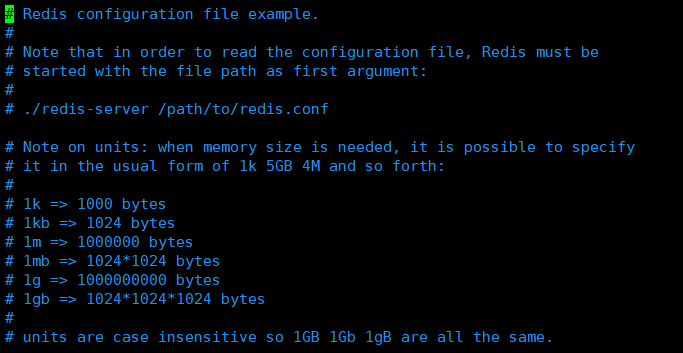 # Redis configuration file example.
#
# Note that in order to read the configuration file, Redis must be
# started with the file path as first argument:
#
# ./redis-server /path/to/redis.conf

# Note on units: when memory size is needed, it is possible to specify
# it in the usual form of 1k 5GB 4M and so forth:
#
# 1k => 1000 bytes
# 1kb => 1024 bytes
# 1m => 1000000 bytes
# 1mb => 1024*1024 bytes
# 1g => 1000000000 bytes
# 1gb => 1024*1024*1024 bytes
#
# units are case insensitive so 1GB 1Gb 1gB are all the same.